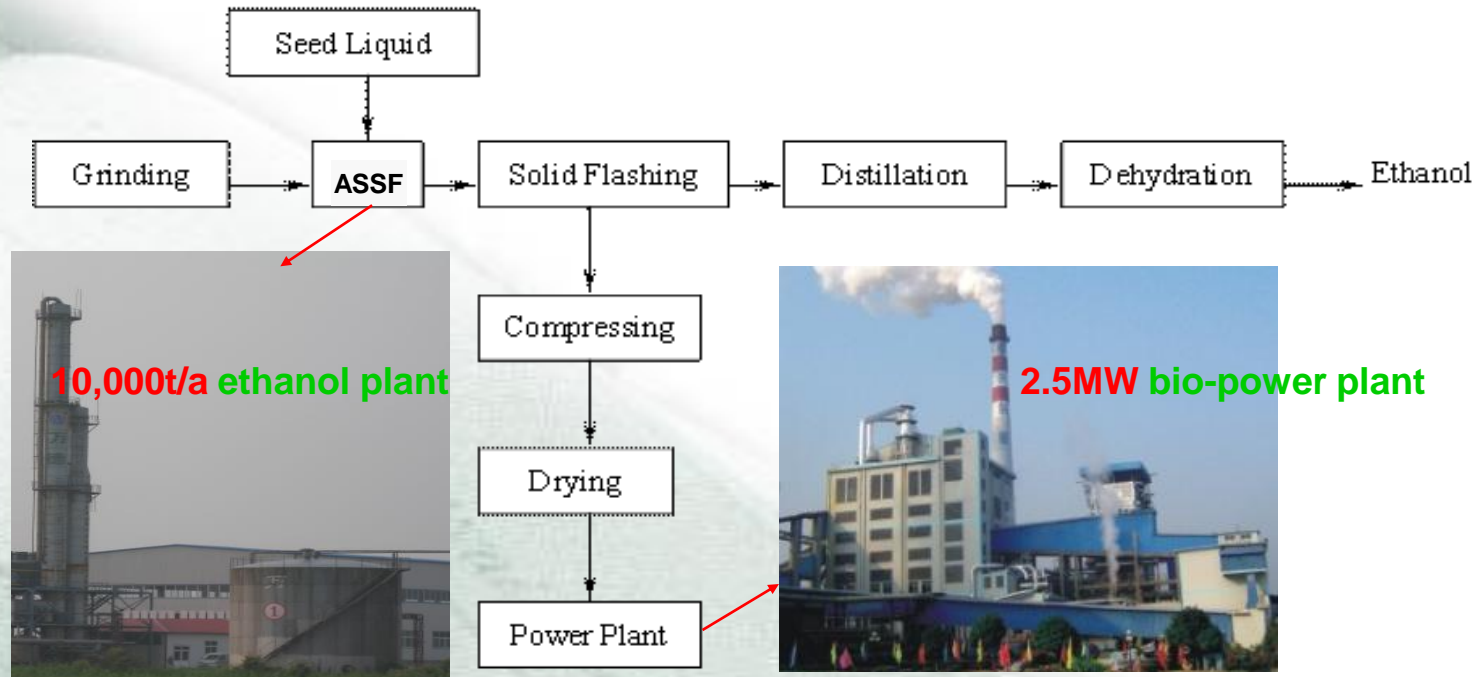 Seed Liquid
Grinding
ASSF
Solid Flashing
Distillation
Dehydration
Ethanol
Compressing
10,000t/a ethanol plant
2.5MW bio-power plant
Drying
1
Power Plant